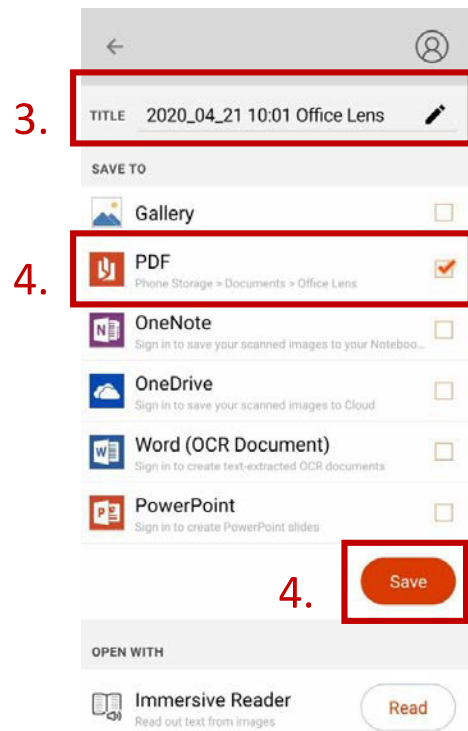 3.
TITLE 2020_04_21 10:01 Office Lens
SAVE TO
Gallery
4.
PDF
Phone Storage > Documents > Office Lens
OneNote
Sign in to save your scanned images to your Noteboo...
OneDrive
Sign in to save your scanned images to Cloud
Word (OCR Document)
Sign in to create text-extracted OCR documents
PowerPoint
Sign in to create PowerPoint slides
4.
Save
OPEN WITH
Immersive Reader
Read out text from images
Read